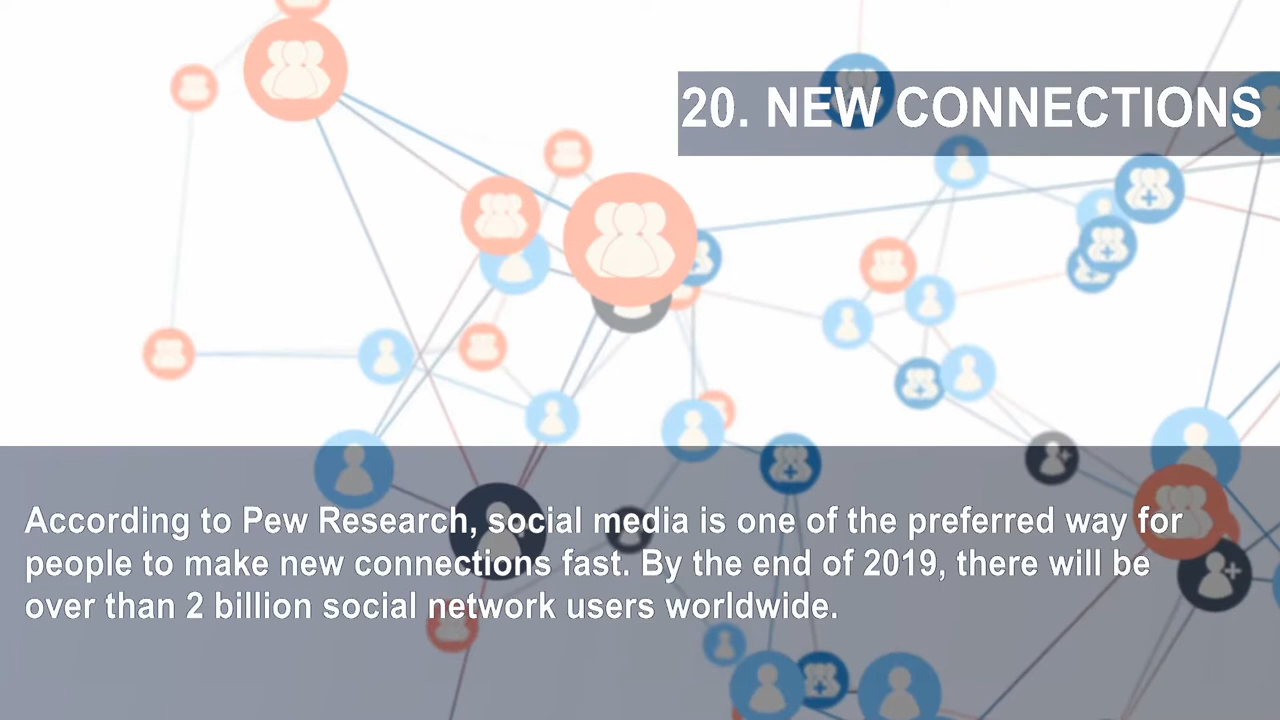 20. NEW CONNECTIONS
According to Pew Research, social media is one of the preferred way for
people to make new connections fast. By the end of 2019, there will be
over than 2 billion social network users worldwide.